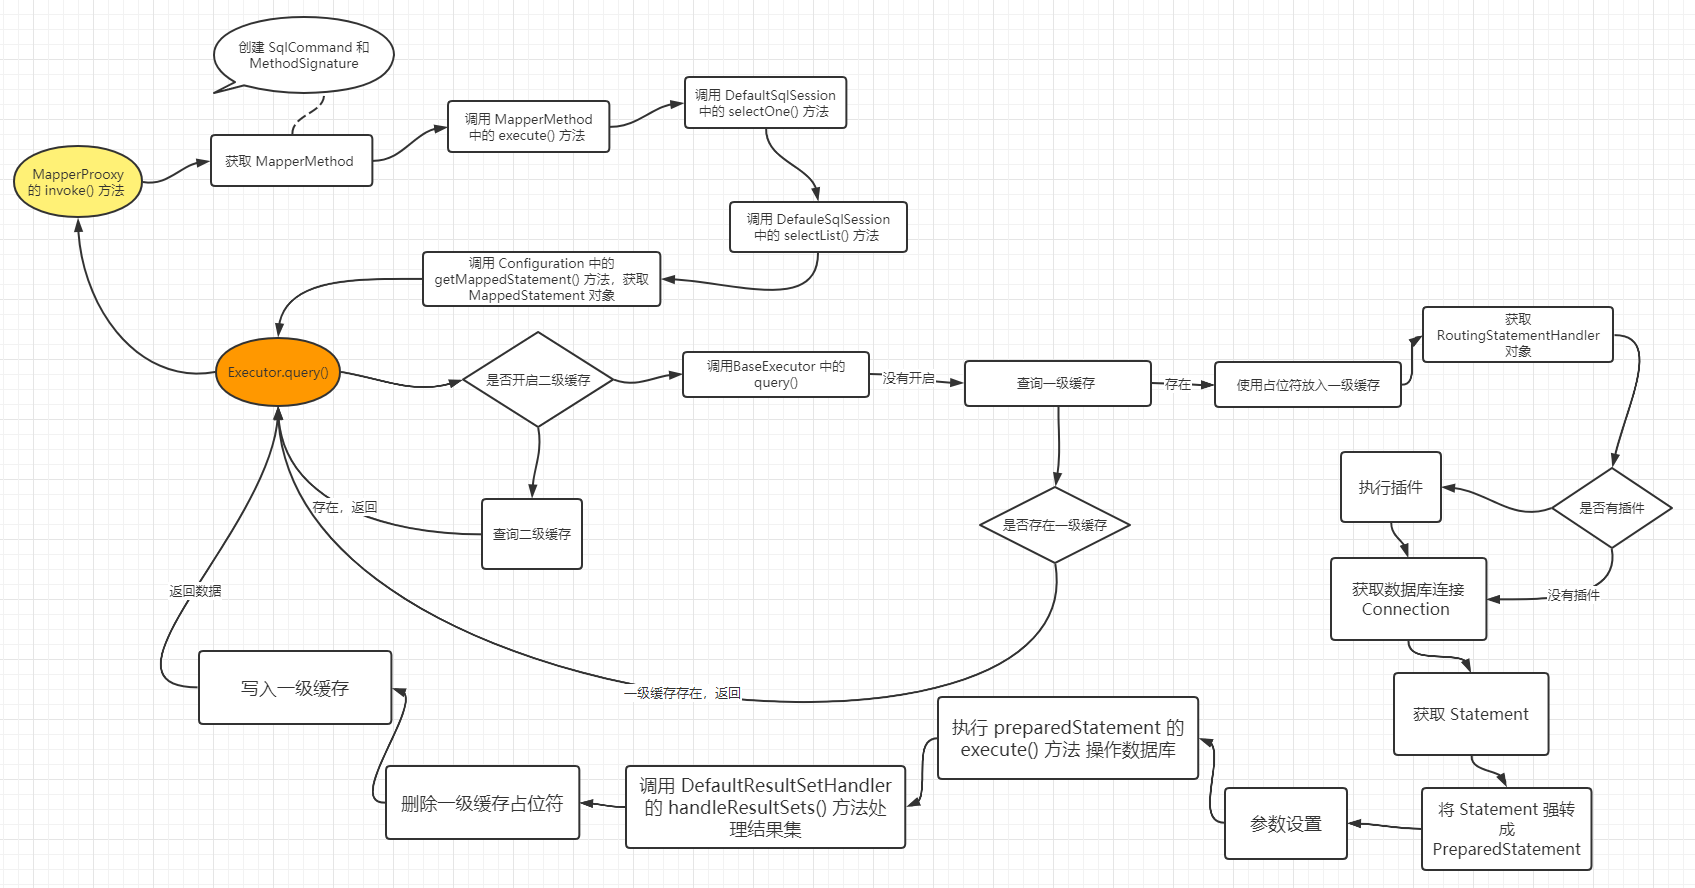 创建 SqlCommand 和
MethodSignature
获取 MapperMethod
MapperProoxy
的 invoke() 方法
调用 MapperMethod
中的 execute() 方法
调用 DefaultSqlSession
中的 selectOne() 方法
调用 DefauleSqlSession
中的 selectList() 方法
调用 Configuration 中的
getMappedStatement() 方法，获取
MappedStatement 对象
Executor.query()
是否开启二级缓存
调用BaseExecutor 中的
query()
没有开启
查询一级缓存
存在
使用占位符放入一级缓存
获取
RoutingStatementHandler
对象
查询二级缓存
存在，返回
是否存在一级缓存
一级缓存存在，返回
是否有插件
执行插件
没有插件
获取数据库连接
Connection
获取 Statement
将 Statement 强转
成
PreparedStatement
参数设置
执行 preparedStatement 的
execute() 方法 操作数据库
调用 DefaultResultSetHandler
的 handleResultSets() 方法处
理结果集
删除一级缓存占位符
写入一级缓存
返回数据